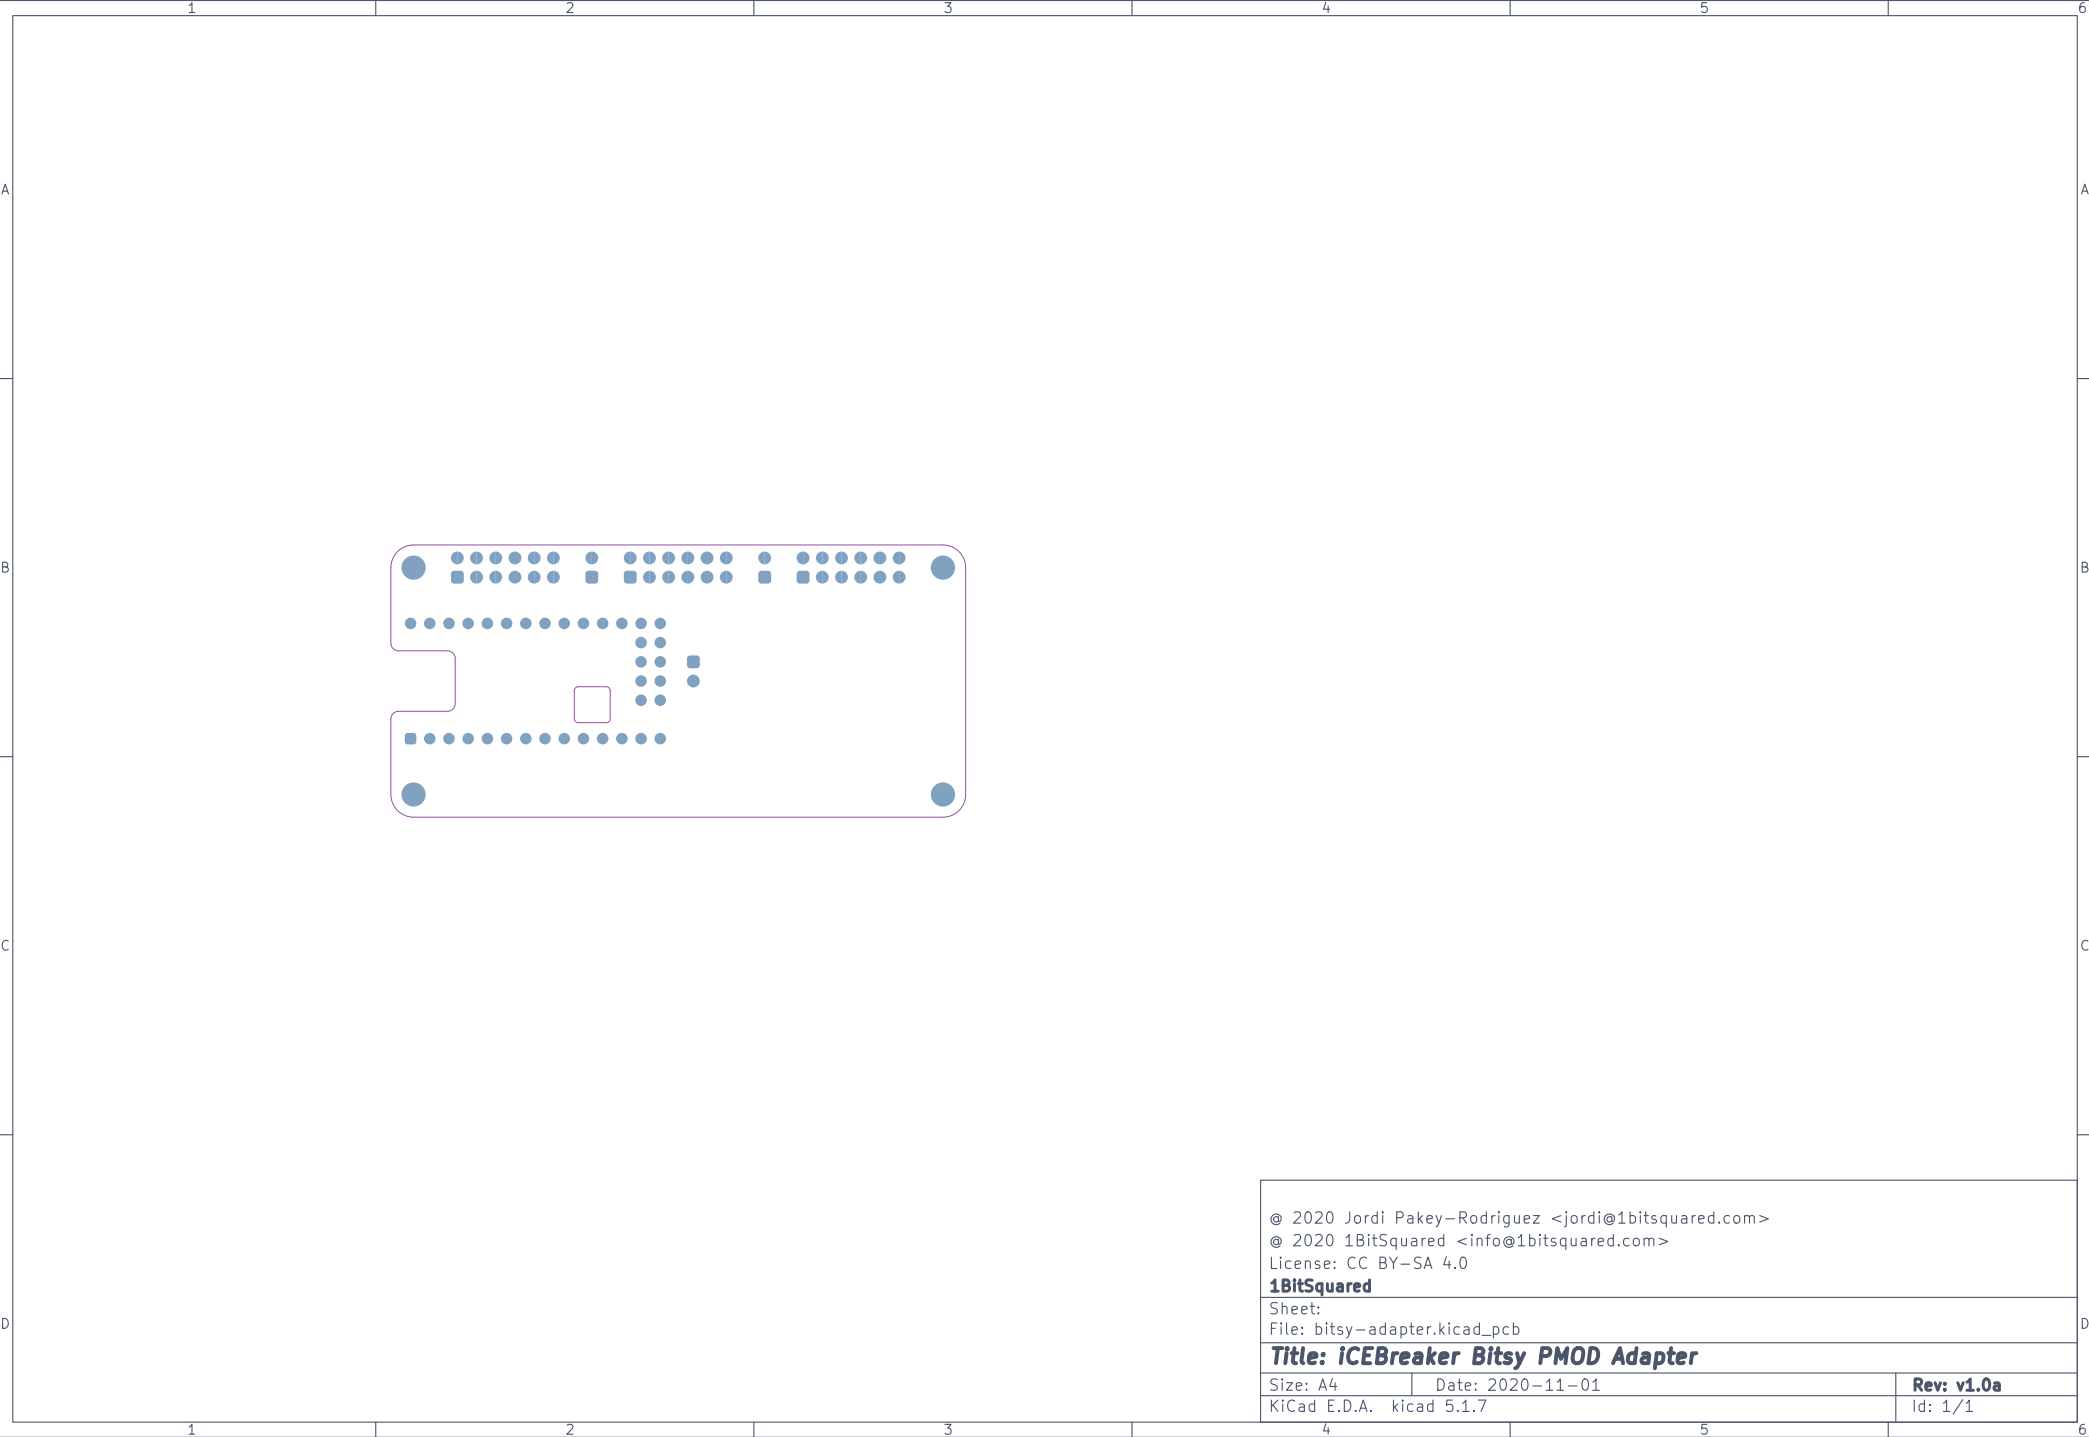 1 2 3 4 5 6
A A
B B
C C
D D
@ 2020 Jordi Pakey-Rodriguez <jordi@1bitsquared.com>
@ 2020 1BitSquared <info@1bitsquared.com>
License: CC BY-SA 4.0
1BitSquared
Sheet:
File: bitsy-adapter.kicad_pcb
Title: iCEBreaker Bitsy PMOD Adapter
Size: A4 Date: 2020-11-01 Rev: v1.0a
KiCad E.D.A. kicad 5.1.7 Id: 1/1
1 2 3 4 5 6